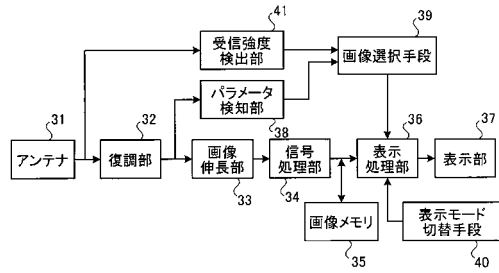 41
受信強度
検出部
39
画像選択手段
パラメータ
検知部
38
31
アンテナ
32
復調部
画像
伸長部
33
信号
処理部
34
36
表示
処理部
37
表示部
画像メモリ
35
表示モード
切替手段
40